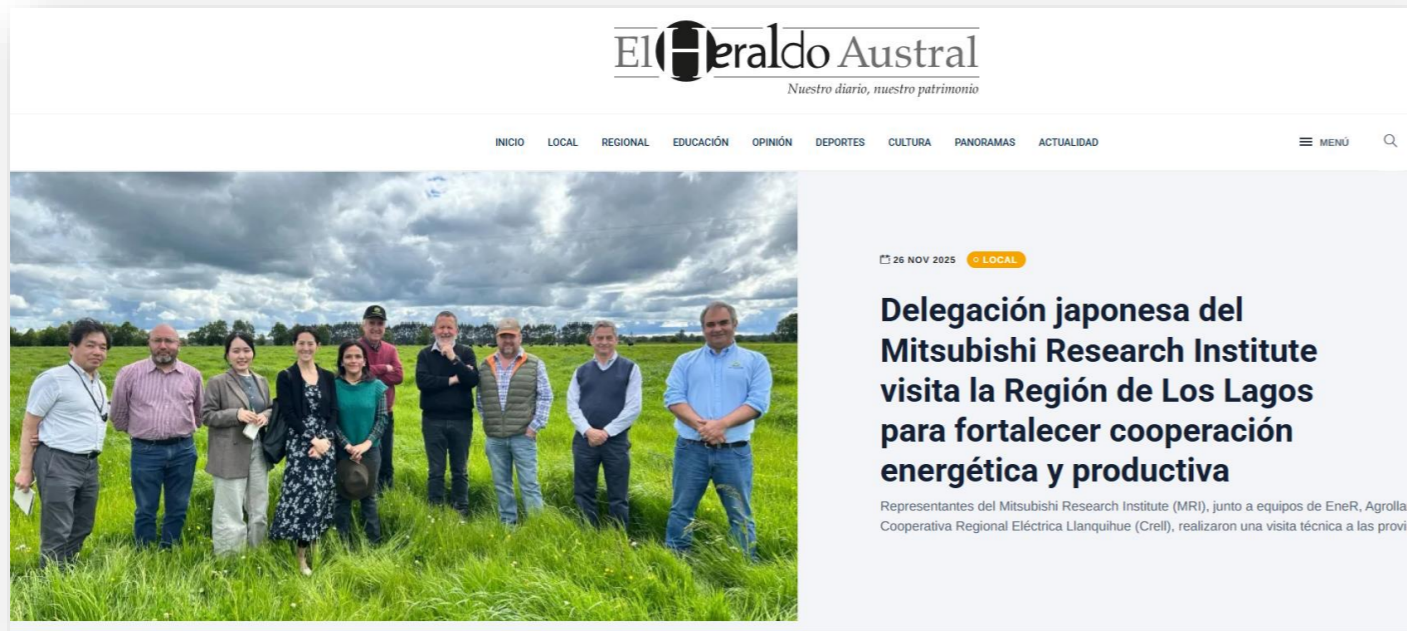 El Heraldo Austral
Nuestro diario, nuestro patrimonio
INICIO LOCAL REGIONAL EDUCACIÓN OPINIÓN DEPORTES CULTURA PANORAMAS ACTUALIDAD MENÚ
26 NOV 2025 LOCAL
Delegación japonesa del
Mitsubishi Research Institute
visita la Región de Los Lagos
para fortalecer cooperación
energética y productiva
Representantes del Mitsubishi Research Institute (MRI), junto a equipos de EneR, Agrolla
Cooperativa Regional Eléctrica Llanquihue (Crell), realizaron una visita técnica a las provi